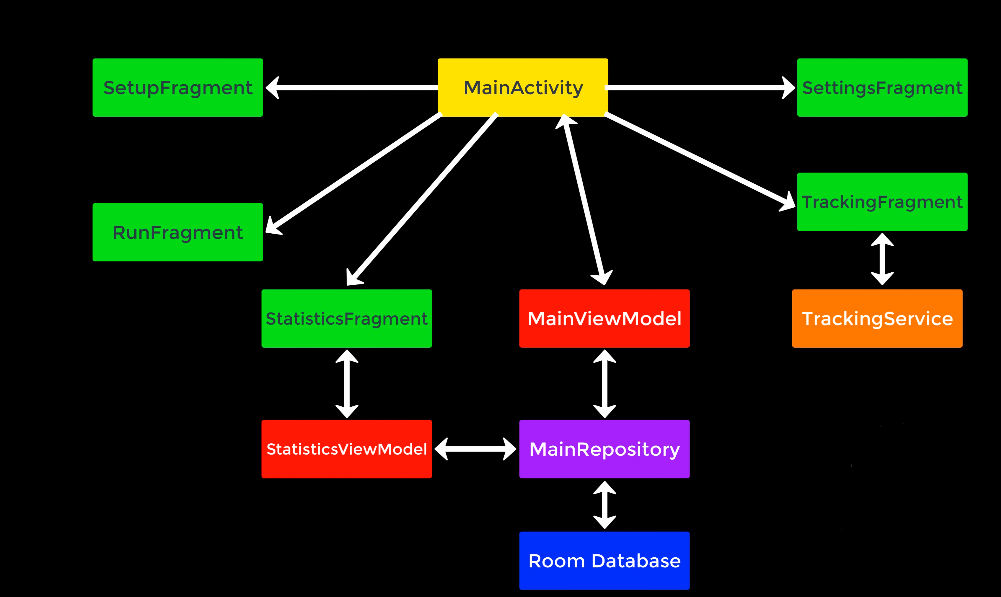 SetupFragment
MainActivity
SettingsFragment
RunFragment
TrackingFragment
StatisticsFragment
MainViewModel
TrackingService
StatisticsViewModel
MainRepository
Room Database